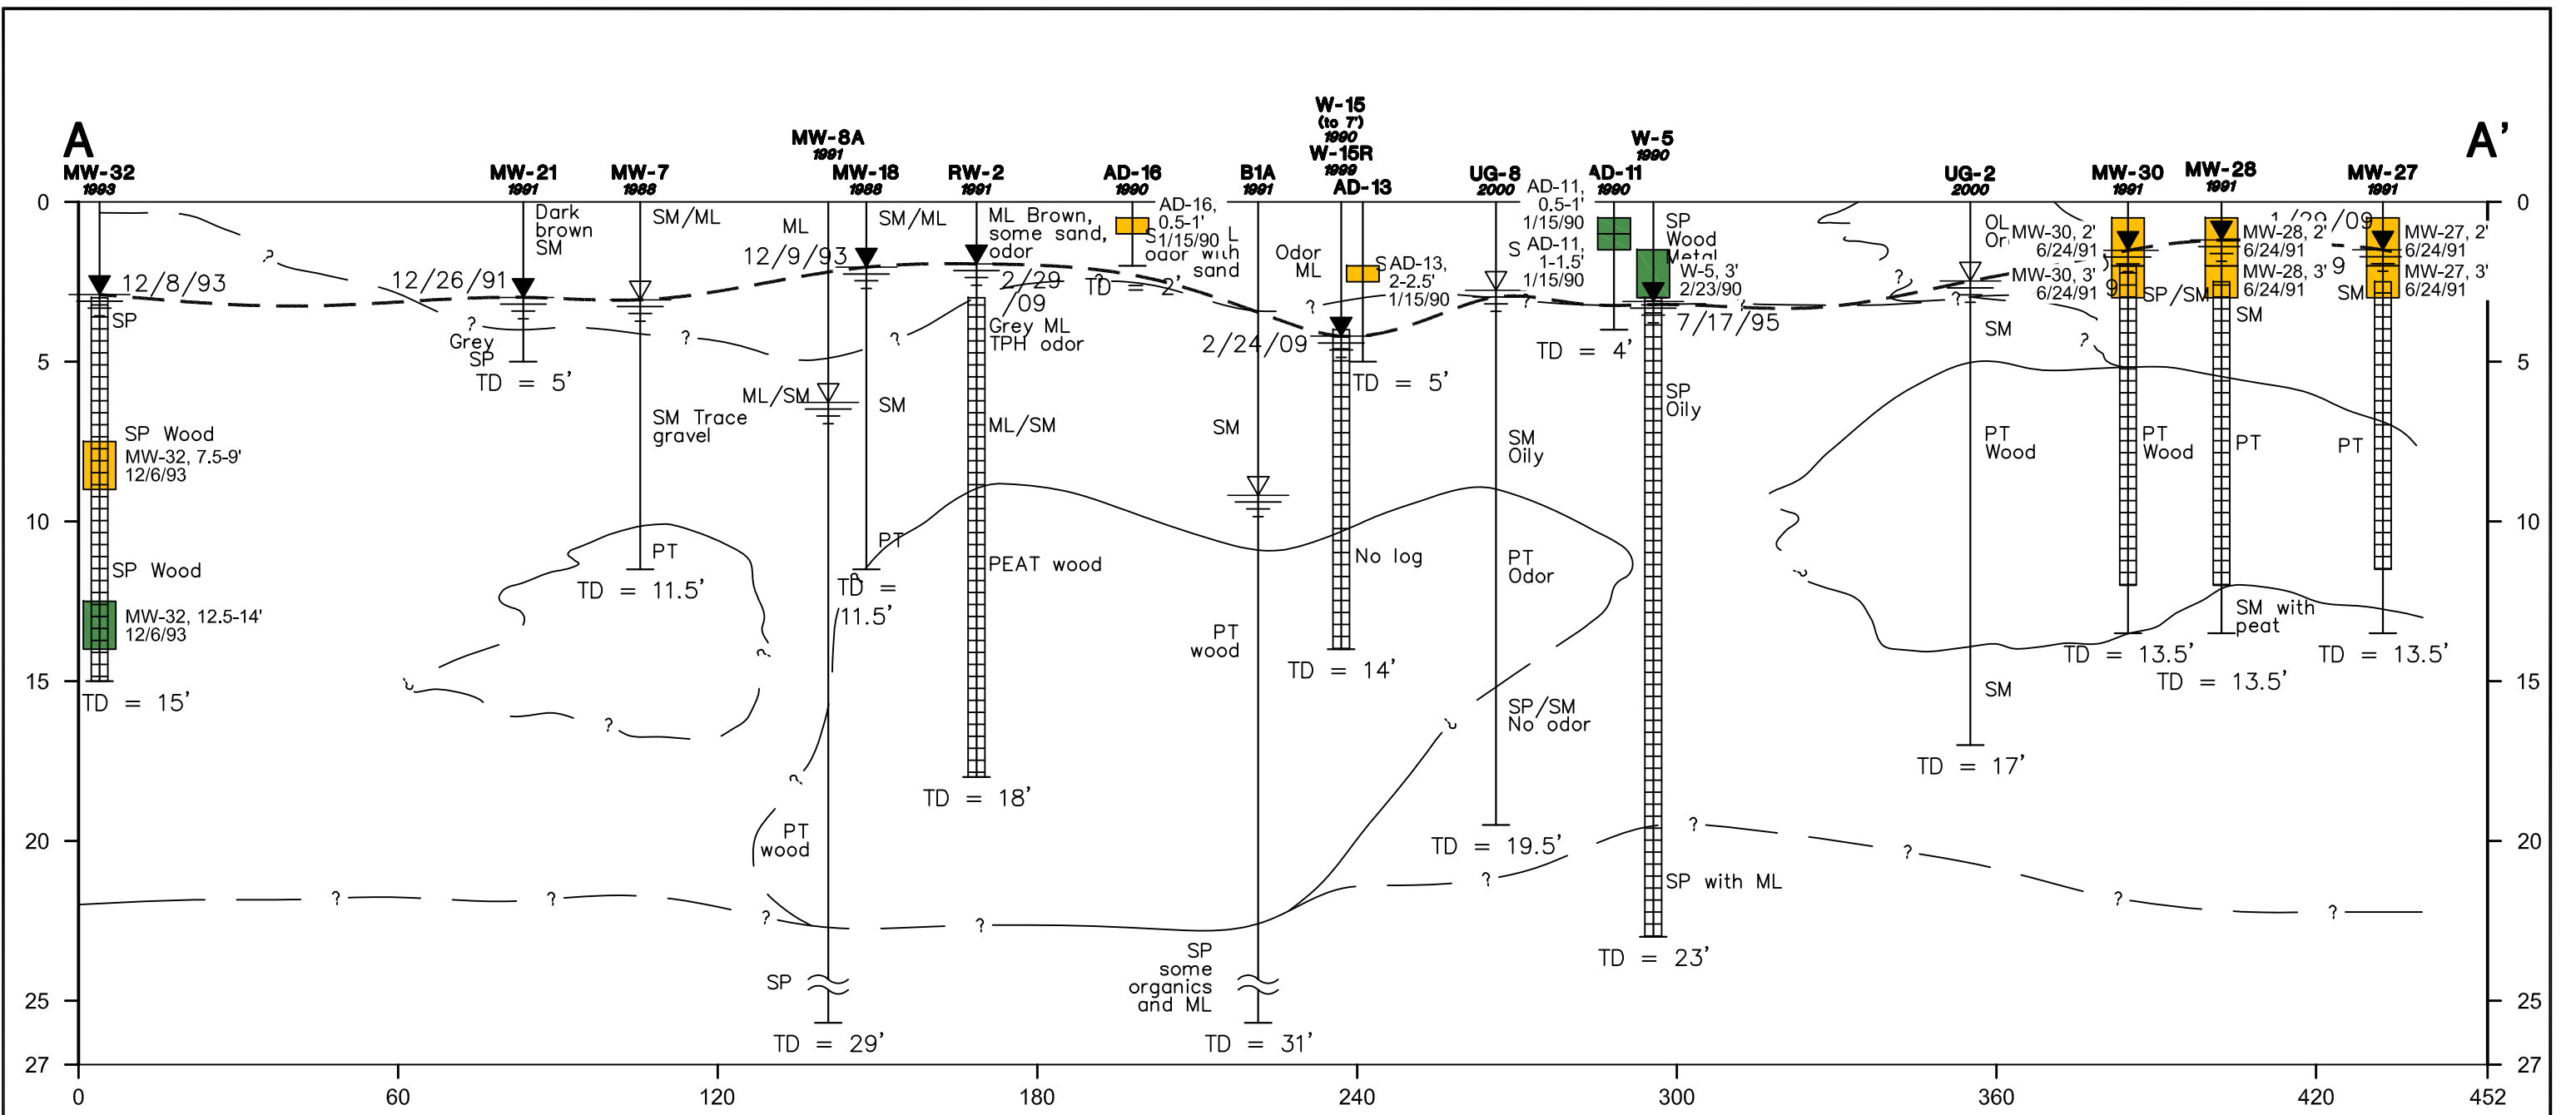 A
A'
MW-32
1993
MW-21
1991
MW-7
1988
MW-8A
1991
MW-18
1988
RW-2
1991
AD-16
1990
B1A
1991
W-15
(to 7')
1990
W-15R
1999
AD-13
UG-8
2000
AD-11
1990
W-5
1990
UG-2
2000
MW-30
1991
MW-28
1991
MW-27
1991
0
5
10
15
20
25
27
12/8/93
SP
SP Wood
MW-32, 7.5-9'
12/6/93
SP Wood
MW-32, 12.5-14'
12/6/93
TD = 15'
Dark
brown
SM
12/26/91
Grey
SP
TD = 5'
SM/ML
SM Trace
gravel
PT
TD = 11.5'
ML
12/9/93
ML/SM
PT
wood
SP
TD = 29'
SM/ML
SM
PT
TD =
11.5'
ML Brown,
some sand,
odor
2/29
/09
Grey ML
TPH odor
ML/SM
PEAT wood
TD = 18'
AD-16,
0.5-1'
1/15/90
odor with
sand
TD = 2'
SM
PT
wood
SP
some
organics
and ML
TD = 31'
Odor
ML
2/24/09
No log
TD = 14'
AD-13,
2-2.5'
1/15/90
TD = 5'
SM
Oily
PT
Odor
SP/SM
No odor
TD = 19.5'
AD-11,
0.5-1'
1/15/90
AD-11,
1-1.5'
1/15/90
TD = 4'
SP
Wood
Metal
W-5, 3'
2/23/90
7/17/95
SP
Oily
SP with ML
TD = 23'
OL
SM
PT
Wood
SM
TD = 17'
MW-30, 2'
6/24/91
MW-30, 3'
6/24/91
SP/SM
PT
Wood
TD = 13.5'
1/29/09
MW-28, 2'
6/24/91
MW-28, 3'
6/24/91
SM
PT
SM with
peat
TD = 13.5'
MW-27, 2'
6/24/91
MW-27, 3'
6/24/91
SM
PT
TD = 13.5'
0
5
10
15
20
25
27
0
60
120
180
240
300
360
420
452